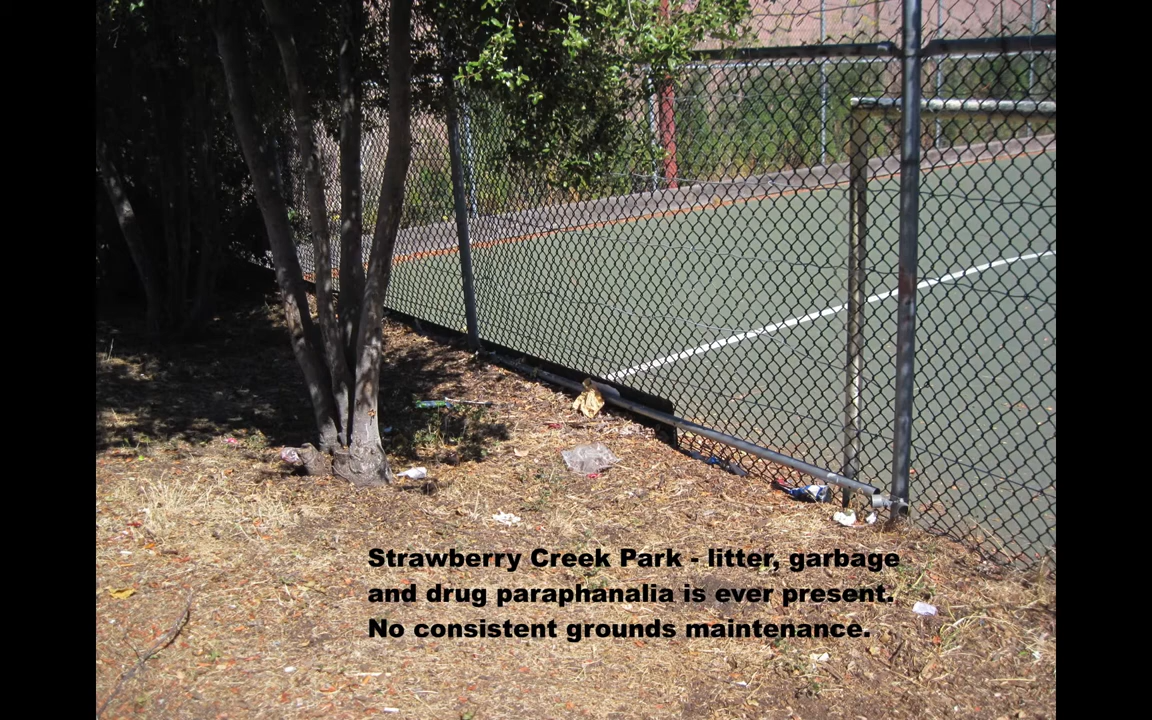 Strawberry Creek Park - litter, garbage
and drug paraphanalia is ever present.
No consistent grounds maintenance.